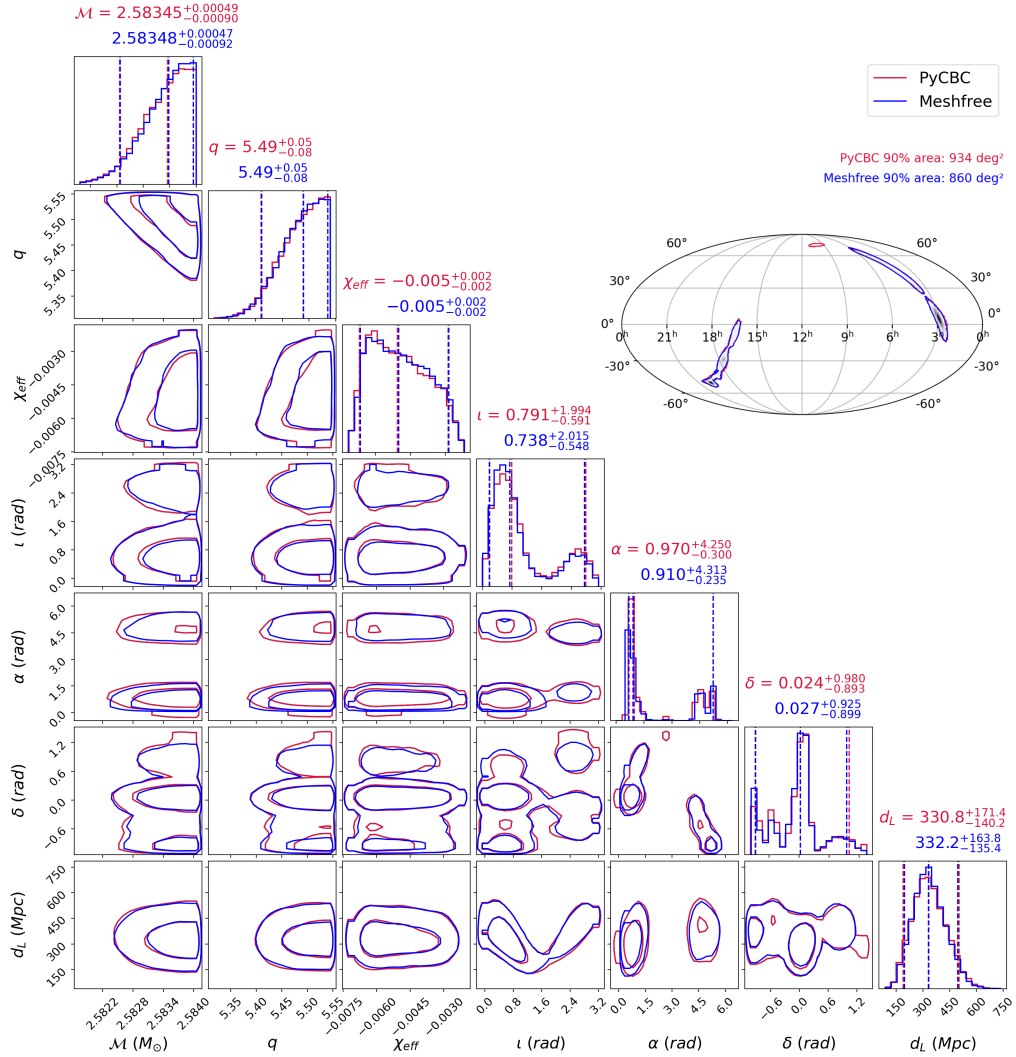 ℳ = 2.58345+0.00049−0.00090
2.58348+0.00047−0.00092
PyCBC
Meshfree
PyCBC 90% area: 934 deg²
Meshfree 90% area: 860 deg²
q = 5.49+0.05−0.08
5.49+0.05−0.08
5.55
5.50
5.45
5.40
5.35
q
χeff = −0.005+0.002−0.002
−0.005+0.002−0.002
60° 60°
30° 30°
0° 0°
0h 21h 18h 15h 12h 9h 6h 3h 0h
-30° -30°
-60° -60°
−0.0030
−0.0045
−0.0060
−0.0075
χeff
ι = 0.791+1.994−0.591
0.738+2.015−0.548
3.2
2.4
1.6
0.8
0.0
ι (rad)
α = 0.970+4.250−0.300
0.910+4.313−0.235
6.0
4.5
3.0
1.5
0.0
α (rad)
δ = 0.024+0.980−0.893
0.027+0.925−0.899
1.2
0.6
0.0
−0.6
δ (rad)
dL = 330.8+171.4−140.2
332.2+163.8−135.4
750
600
450
300
150
dL (Mpc)
2.5822 2.5828 2.5834 2.5840 5.35 5.40 5.45 5.50 5.55 −0.0075 −0.0060 −0.0045 −0.0030 0.0 0.8 1.6 2.4 3.2 0.0 1.5 3.0 4.5 6.0 −0.6 0.0 0.6 1.2 150 300 450 600 750
ℳ (M⊙) q χeff ι (rad) α (rad) δ (rad) dL (Mpc)